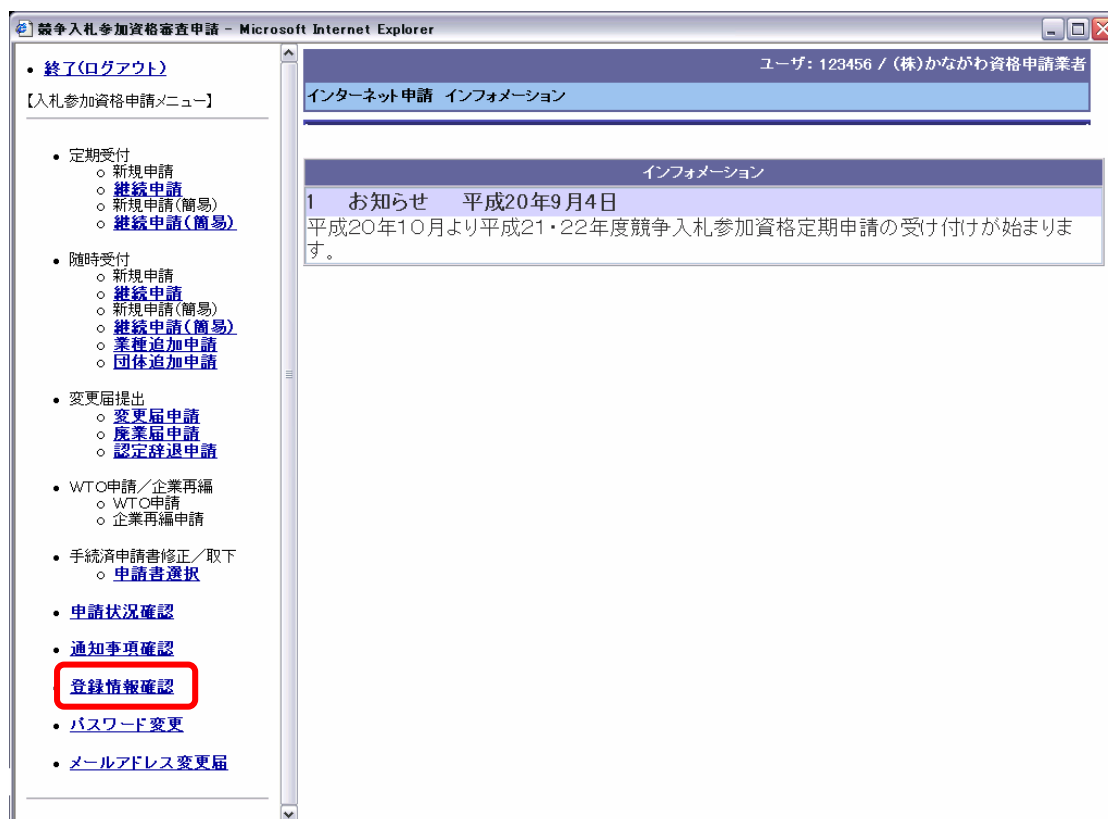 競争入札参加資格審査申請 - Microsoft Internet Explorer
終了(ログアウト)
【入札参加資格申請メニュー】
定期受付
新規申請
継続申請
新規申請(簡易)
継続申請(簡易)
随時受付
新規申請
継続申請
新規申請(簡易)
継続申請(簡易)
業種追加申請
団体追加申請
変更届提出
変更届申請
廃業届申請
認定辞退申請
WTO申請／企業再編
WTO申請
企業再編申請
手続済申請書修正／取下
申請書選択
申請状況確認
通知事項確認
登録情報確認
パスワード変更
メールアドレス変更届
ユーザ: 123456 / (株)かながわ資格申請業者
インターネット申請 インフォメーション
インフォメーション
1 お知らせ 平成20年9月4日
平成２０年１０月より平成21・22年度競争入札参加資格定期申請の受け付けが始まりま
す。